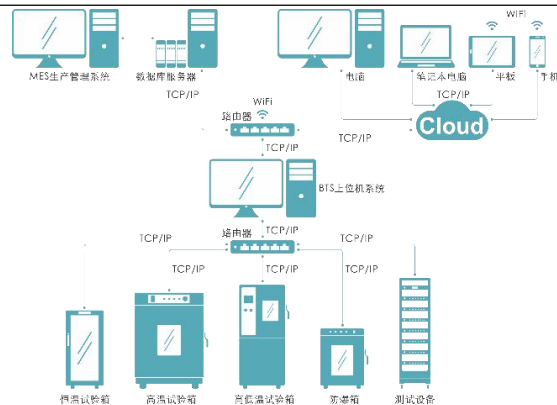 WiFi
MES生产管理系统
数据库服务器
电脑
笔记本电脑
平板
手机
TCP/IP
TCP/IP
WiFi
路由器
Cloud
TCP/IP
TCP/IP
BTS上位机系统
路由器
TCP/IP
TCP/IP
TCP/IP
TCP/IP
TCP/IP
TCP/IP
恒温试验箱
高温试验箱
高低温试验箱
防爆箱
测试设备